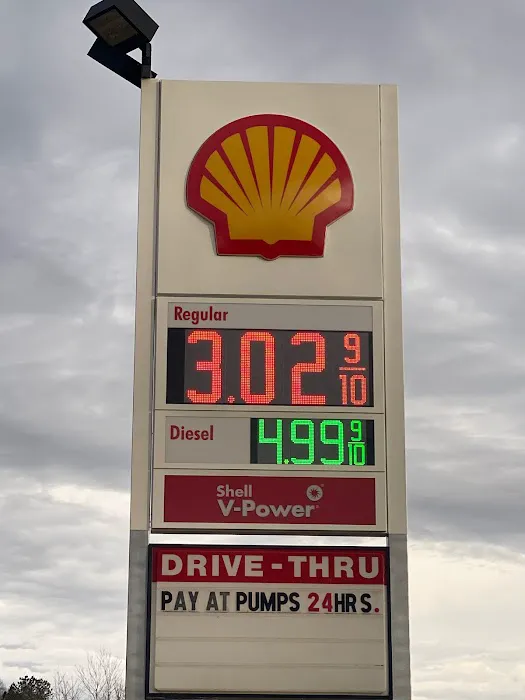 Regular
3.02 9/10
Diesel
4.99 9/10
Shell
V-Power
DRIVE-THRU
PAY AT PUMPS 24HRS.